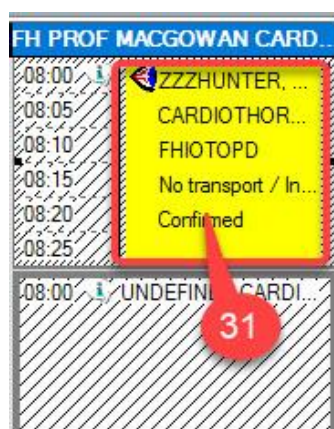 FH PROF MACGOWAN CARD...
08:00 ZZZHUNTER, ...
08:05 CARDIOTHOR...
08:10 FHIOTOPD
08:15 No transport / In...
08:20 Confirmed
08:25
08:00 UNDEFINE CARDI...
31